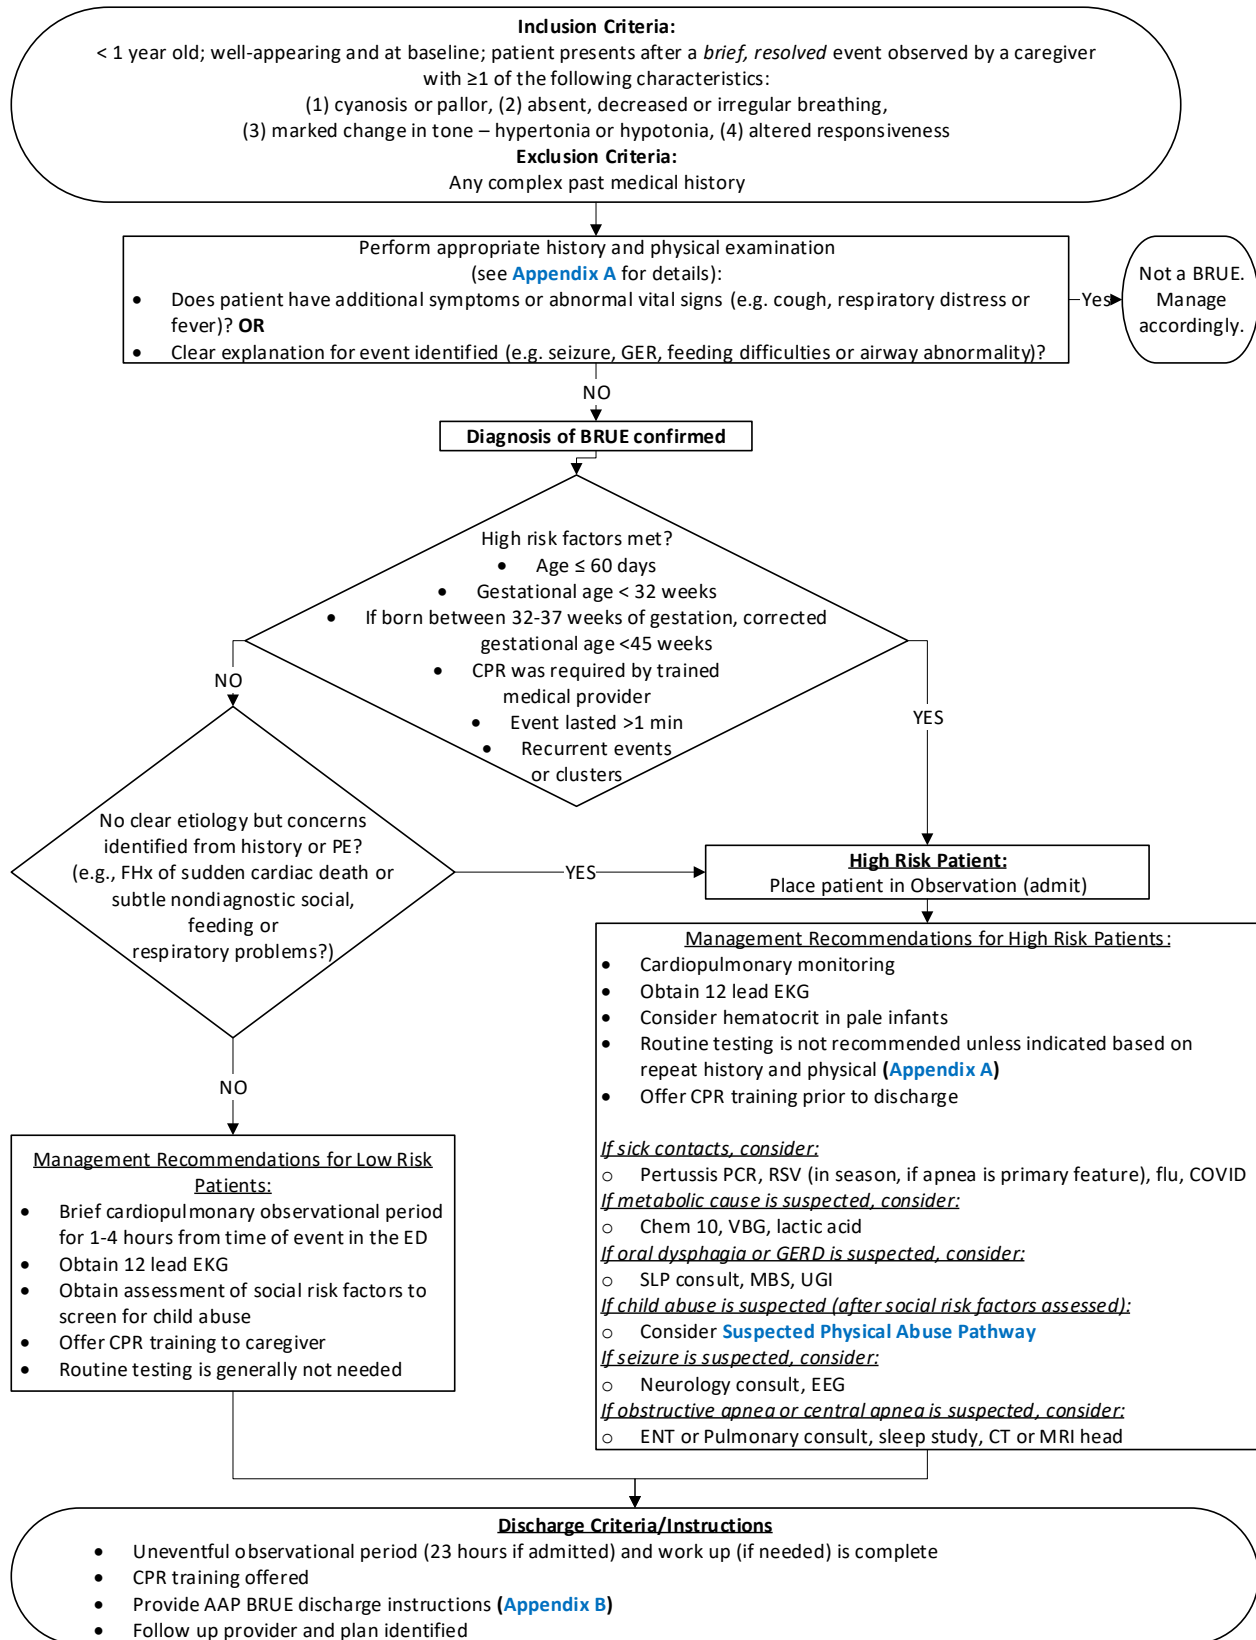 Inclusion Criteria:
< 1 year old; well-appearing and at baseline; patient presents after a brief, resolved event observed by a caregiver
with ≥1 of the following characteristics:
(1) cyanosis or pallor, (2) absent, decreased or irregular breathing,
(3) marked change in tone – hypertonia or hypotonia, (4) altered responsiveness
Exclusion Criteria:
Any complex past medical history
Perform appropriate history and physical examination
(see Appendix A for details):
• Does patient have additional symptoms or abnormal vital signs (e.g. cough, respiratory distress or
fever)? OR
• Clear explanation for event identified (e.g. seizure, GER, feeding difficulties or airway abnormality)?
Yes
Not a BRUE.
Manage
accordingly.
NO
Diagnosis of BRUE confirmed
High risk factors met?
• Age ≤ 60 days
• Gestational age < 32 weeks
• If born between 32-37 weeks of gestation, corrected
gestational age <45 weeks
• CPR was required by trained
medical provider
• Event lasted >1 min
• Recurrent events
or clusters
NO
YES
No clear etiology but concerns
identified from history or PE?
(e.g., FHx of sudden cardiac death or
subtle nondiagnostic social,
feeding or
respiratory problems?)
YES
High Risk Patient:
Place patient in Observation (admit)
NO
Management Recommendations for High Risk Patients:
• Cardiopulmonary monitoring
• Obtain 12 lead EKG
• Consider hematocrit in pale infants
• Routine testing is not recommended unless indicated based on
repeat history and physical (Appendix A)
• Offer CPR training prior to discharge
If sick contacts, consider:
o Pertussis PCR, RSV (in season, if apnea is primary feature), flu, COVID
If metabolic cause is suspected, consider:
o Chem 10, VBG, lactic acid
If oral dysphagia or GERD is suspected, consider:
o SLP consult, MBS, UGI
If child abuse is suspected (after social risk factors assessed):
o Consider Suspected Physical Abuse Pathway
If seizure is suspected, consider:
o Neurology consult, EEG
If obstructive apnea or central apnea is suspected, consider:
o ENT or Pulmonary consult, sleep study, CT or MRI head
Management Recommendations for Low Risk
Patients:
• Brief cardiopulmonary observational period
for 1-4 hours from time of event in the ED
• Obtain 12 lead EKG
• Obtain assessment of social risk factors to
screen for child abuse
• Offer CPR training to caregiver
• Routine testing is generally not needed
Discharge Criteria/Instructions
• Uneventful observational period (23 hours if admitted) and work up (if needed) is complete
• CPR training offered
• Provide AAP BRUE discharge instructions (Appendix B)
• Follow up provider and plan identified